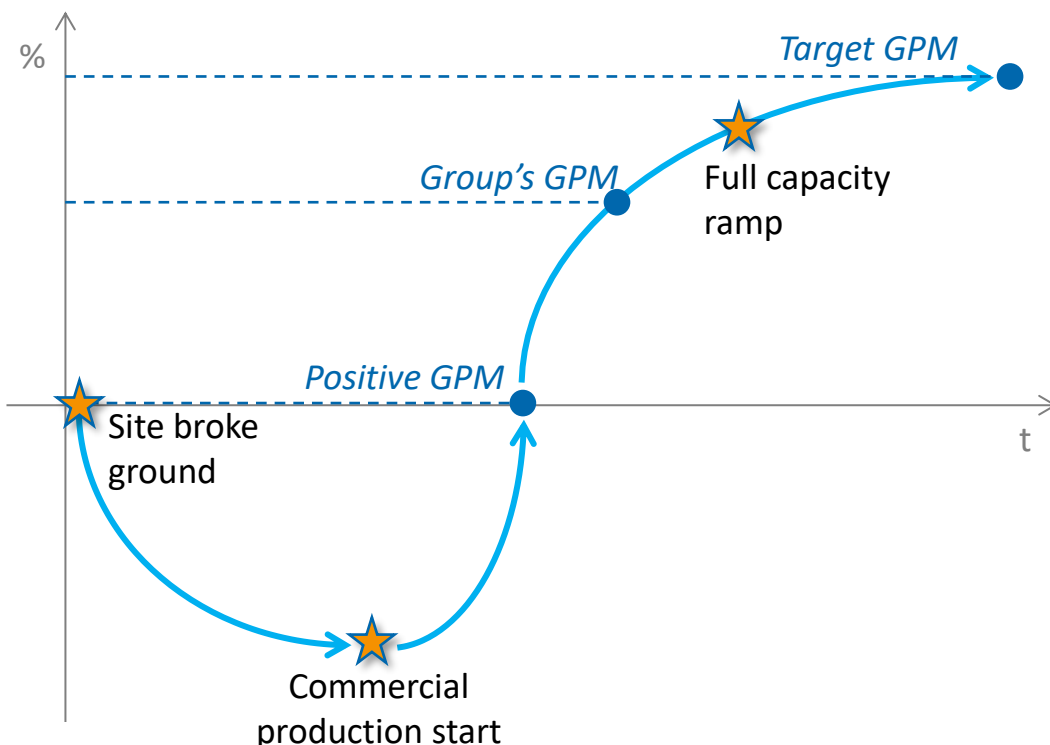 %
Target GPM
Group’s GPM
Full capacity
ramp
Positive GPM
Site broke
ground
t
Commercial
production start